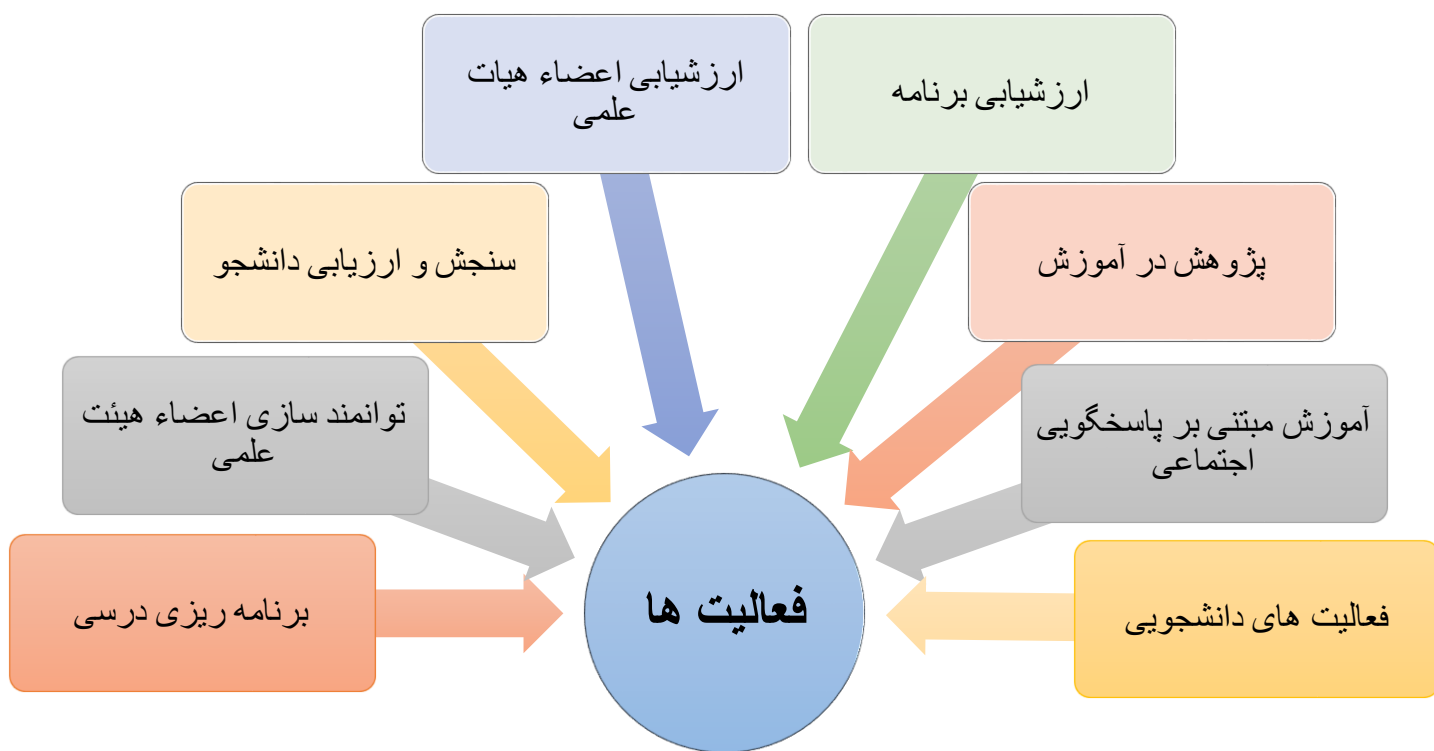 ارزشیابی برنامه
ارزشیابی اعضاء هیات
علمی
پژوهش در آموزش
سنجش و ارزیابی دانشجو
آموزش مبتنی بر پاسخگویی
اجتماعی
توانمند سازی اعضاء هیئت
علمی
فعالیت های دانشجویی
فعالیت ها
برنامه ریزی درسی